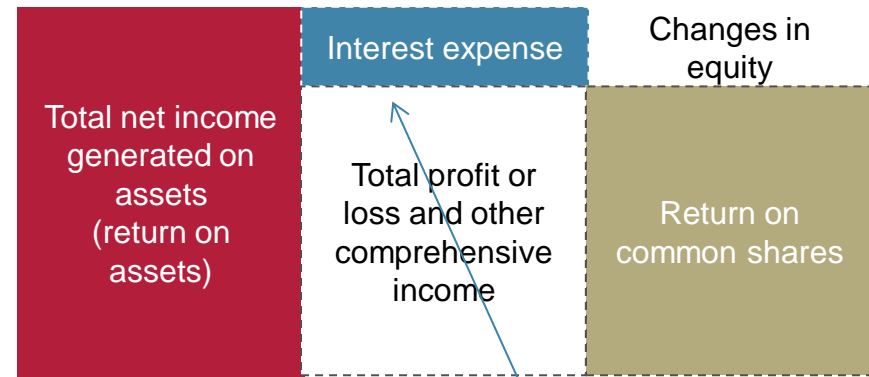 Total net income
generated on
assets
(return on
assets)
Interest expense
Total profit or
loss and other
comprehensive
income
Changes in
equity
Return on
common shares